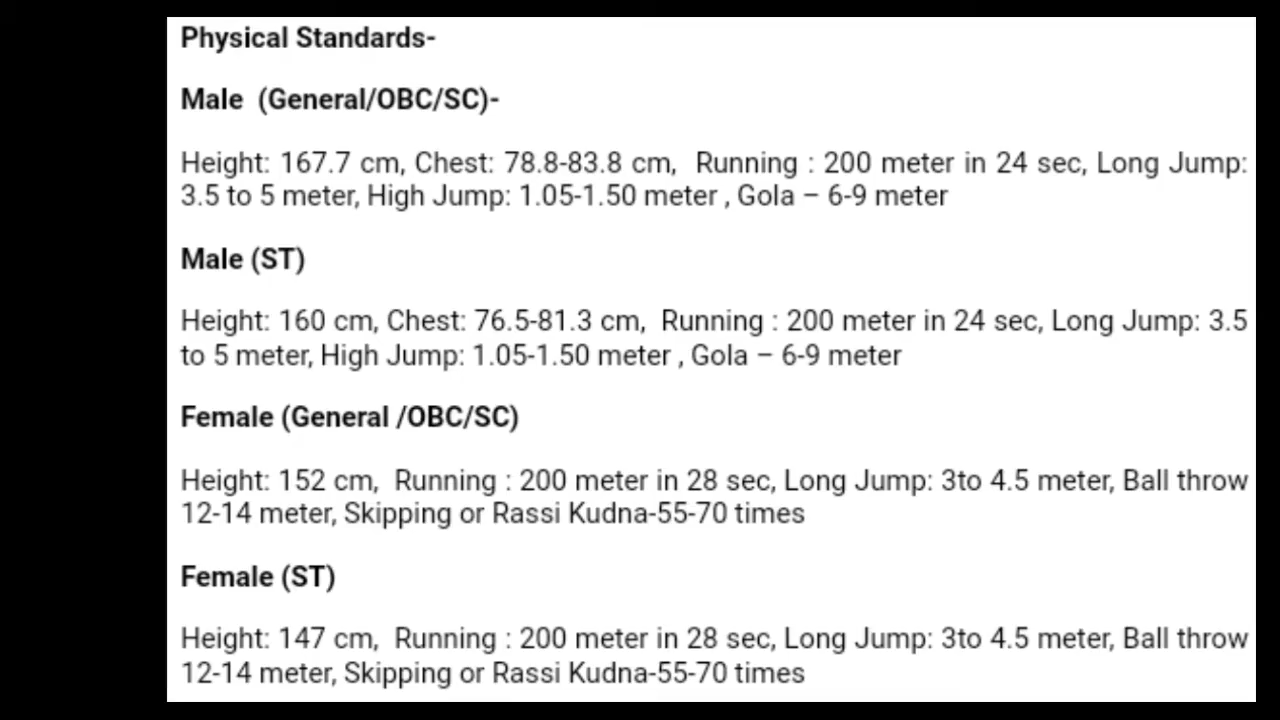 Physical Standards-
Male  (General/OBC/SC)-
Height: 167.7 cm, Chest: 78.8-83.8 cm,  Running : 200 meter in 24 sec, Long Jump:
3.5 to 5 meter, High Jump: 1.05-1.50 meter , Gola – 6-9 meter
Male (ST)
Height: 160 cm, Chest: 76.5-81.3 cm,  Running : 200 meter in 24 sec, Long Jump: 3.5
to 5 meter, High Jump: 1.05-1.50 meter , Gola – 6-9 meter
Female (General /OBC/SC)
Height: 152 cm,  Running : 200 meter in 28 sec, Long Jump: 3to 4.5 meter, Ball throw
12-14 meter, Skipping or Rassi Kudna-55-70 times
Female (ST)
Height: 147 cm,  Running : 200 meter in 28 sec, Long Jump: 3to 4.5 meter, Ball throw
12-14 meter, Skipping or Rassi Kudna-55-70 times